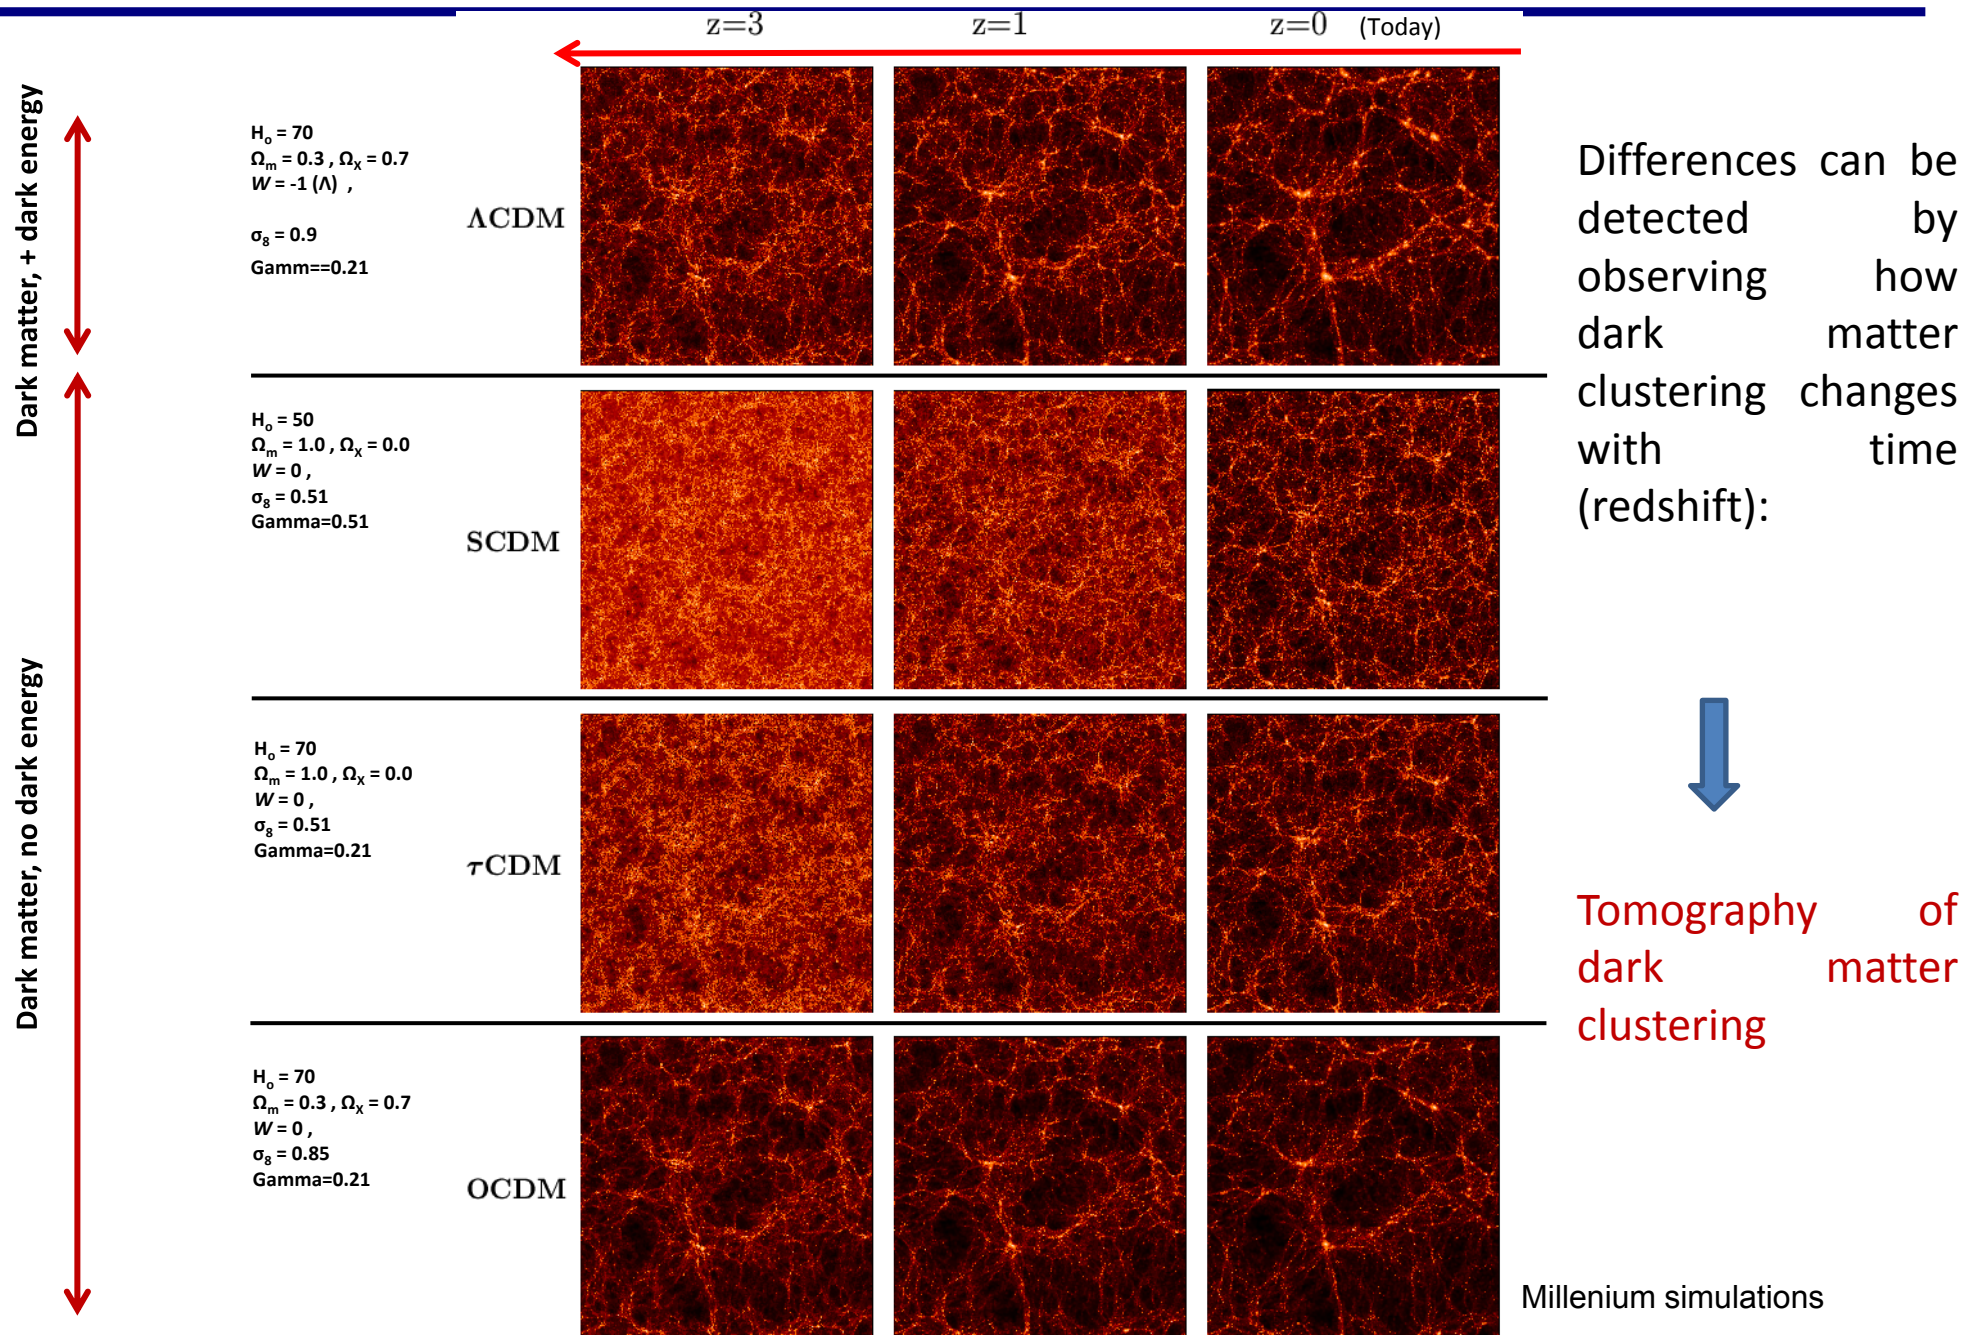 z=3 z=1 z=0 (Today)
Dark matter, + dark energy
Hₒ = 70
Ωₘ = 0.3 , Ωₓ = 0.7
W = -1 (Λ) ,
σ₈ = 0.9
Gamm==0.21
ΛCDM
Dark matter, no dark energy
Hₒ = 50
Ωₘ = 1.0 , Ωₓ = 0.0
W = 0 ,
σ₈ = 0.51
Gamma=0.51
SCDM
Hₒ = 70
Ωₘ = 1.0 , Ωₓ = 0.0
W = 0 ,
σ₈ = 0.51
Gamma=0.21
τCDM
Hₒ = 70
Ωₘ = 0.3 , Ωₓ = 0.7
W = 0 ,
σ₈ = 0.85
Gamma=0.21
OCDM
Differences can be
detected by
observing how
dark matter
clustering changes
with time
(redshift):
Tomography of
dark matter
clustering
Millenium simulations